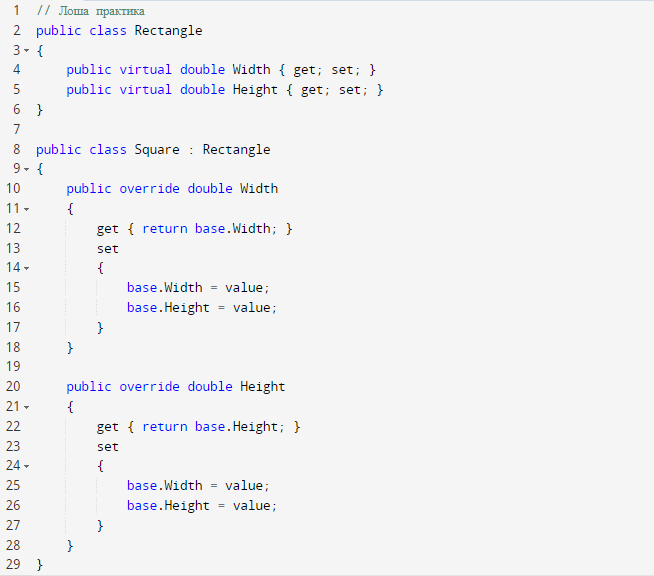 1 // Лоша практика
2 public class Rectangle
3 {
4 public virtual double Width { get; set; }
5 public virtual double Height { get; set; }
6 }
7
8 public class Square : Rectangle
9 {
10 public override double Width
11 {
12 get { return base.Width; }
13 set
14 {
15 base.Width = value;
16 base.Height = value;
17 }
18 }
19
20 public override double Height
21 {
22 get { return base.Height; }
23 set
24 {
25 base.Width = value;
26 base.Height = value;
27 }
28 }
29 }